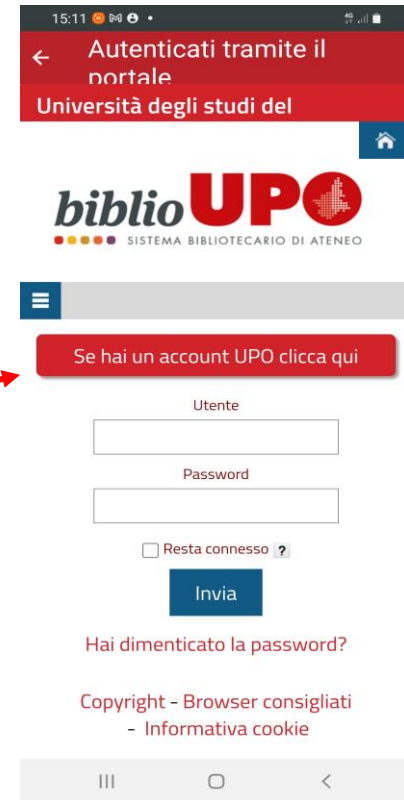 15:11
Autenticati tramite il
portale
Università degli studi del
biblioUPO
SISTEMA BIBLIOTECARIO DI ATENEO
Se hai un account UPO clicca qui
Utente
Password
Resta connesso ?
Invia
Hai dimenticato la password?
Copyright - Browser consigliati
- Informativa cookie